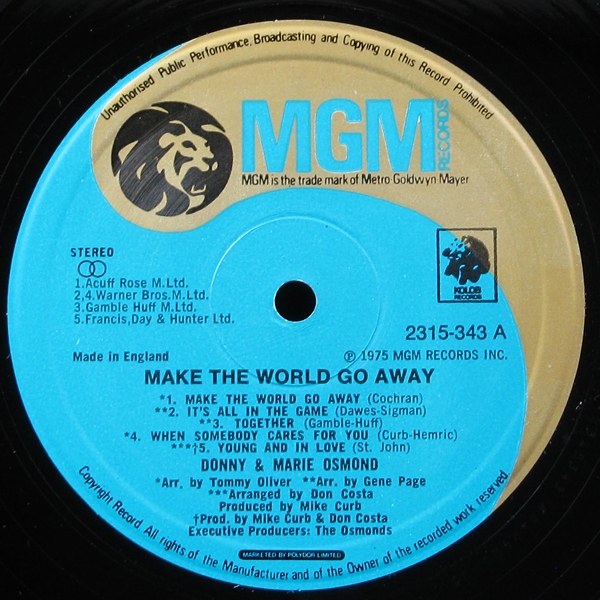 Unauthorised Public Performance, Broadcasting and Copying of this Record Prohibited
MGM
RECORDS
MGM is the trade mark of Metro Goldwyn Mayer
STEREO
KOLOB
RECORDS
1.Acuff Rose M.Ltd.
2,4.Warner Bros.M.Ltd.
3.Gamble Huff M.Ltd.
5.Francis,Day & Hunter Ltd.
2315-343 A
Made in England
℗ 1975 MGM RECORDS INC.
MAKE THE WORLD GO AWAY
*1. MAKE THE WORLD GO AWAY (Cochran)
**2. IT'S ALL IN THE GAME (Dawes-Sigman)
**3. TOGETHER (Gamble-Huff)
*4. WHEN SOMEBODY CARES FOR YOU (Curb-Hemric)
***†5. YOUNG AND IN LOVE (St. John)
DONNY & MARIE OSMOND
*Arr. by Tommy Oliver **Arr. by Gene Page
***Arranged by Don Costa
Produced by Mike Curb
†Prod. by Mike Curb & Don Costa
Executive Producers: The Osmonds
MARKETED BY POLYDOR LIMITED
Copyright Record All rights of the Manufacturer and of the Owner of the recorded work reserved.